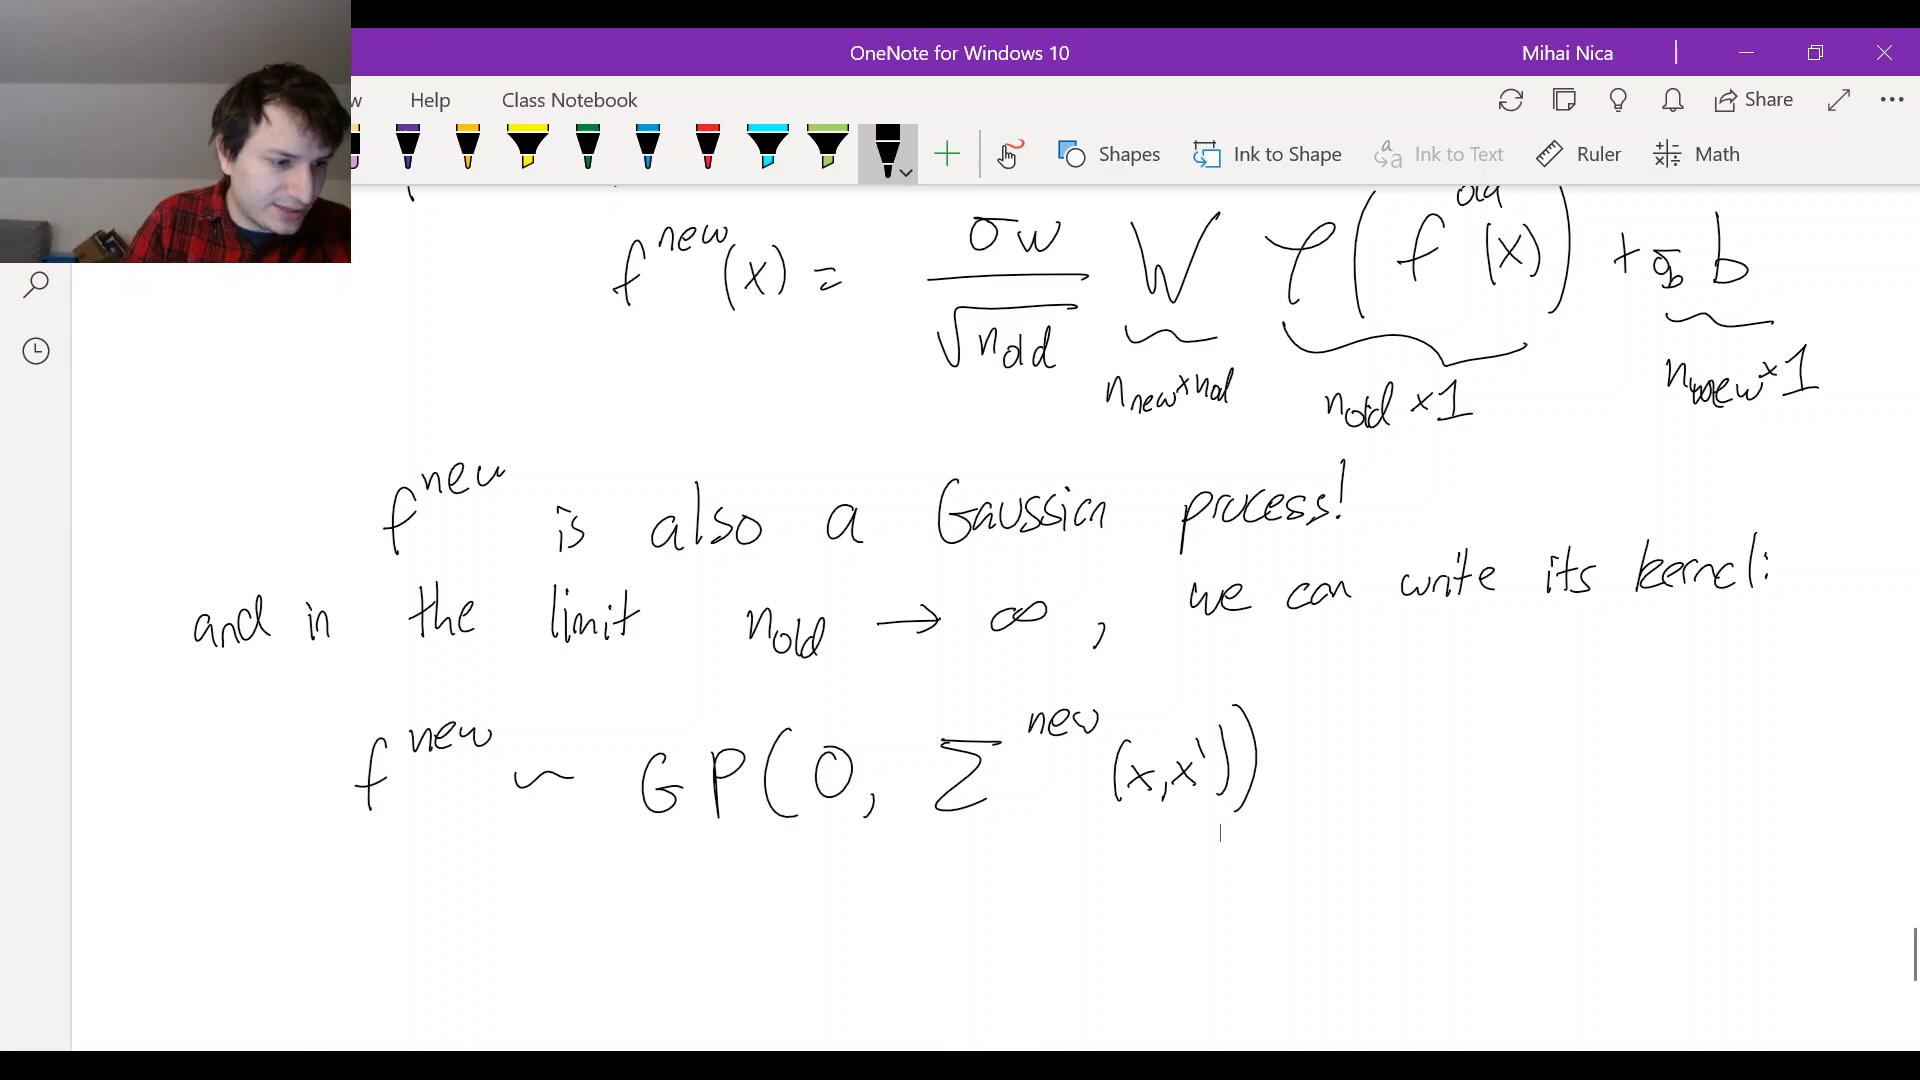 OneNote for Windows 10
Mihai Nica
w Help Class Notebook
Share
Shapes
Ink to Shape
Ink to Text
Ruler
Math
f^new(x) = σw/√n_old W φ(f^old(x)) + σ_b b
n_new × n_old
n_old × 1
n_new × 1
f^new is also a Gaussian process!
and in the limit n_old → ∞, we can write its kernel:
f^new ~ GP(0, Σ^new(x,x'))